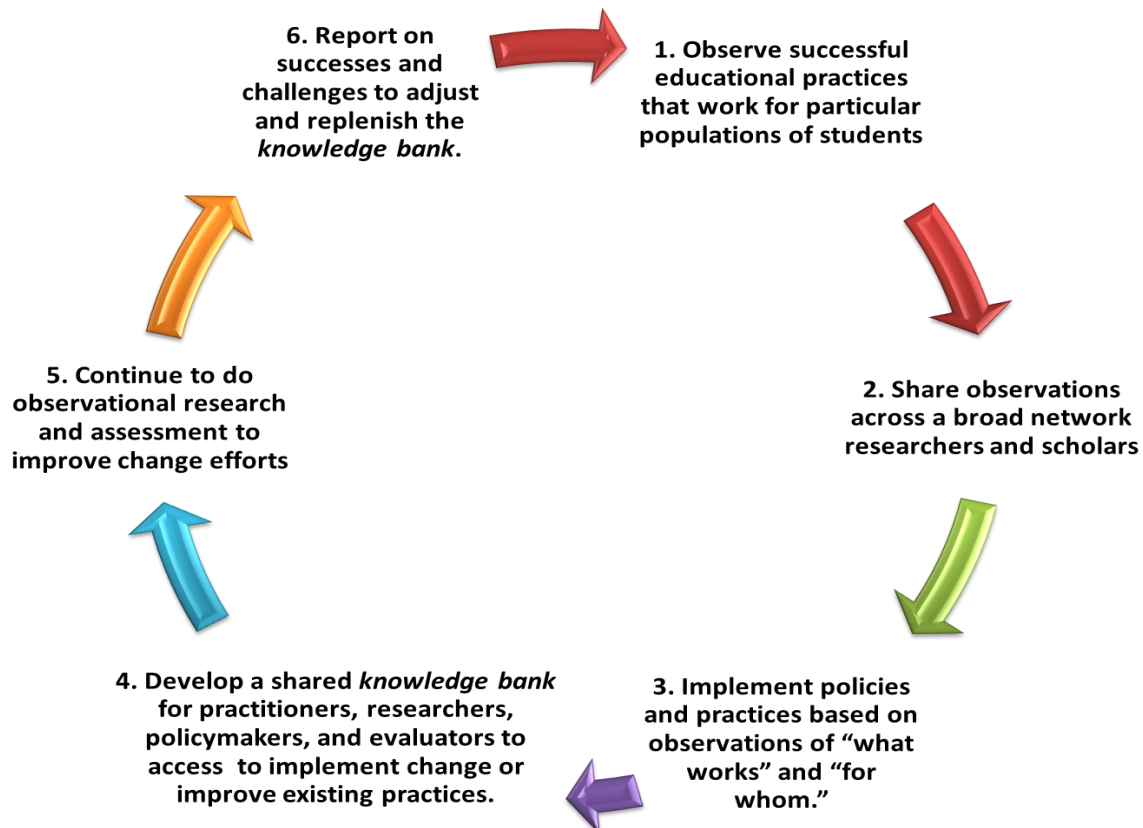 1. Observe successful
educational practices
that work for particular
populations of students
2. Share observations
across a broad network
researchers and scholars
3. Implement policies
and practices based on
observations of “what
works” and “for
whom.”
4. Develop a shared knowledge bank
for practitioners, researchers,
policymakers, and evaluators to
access  to implement change or
improve existing practices.
5. Continue to do
observational research
and assessment to
improve change efforts
6. Report on
successes and
challenges to adjust
and replenish the
knowledge bank.